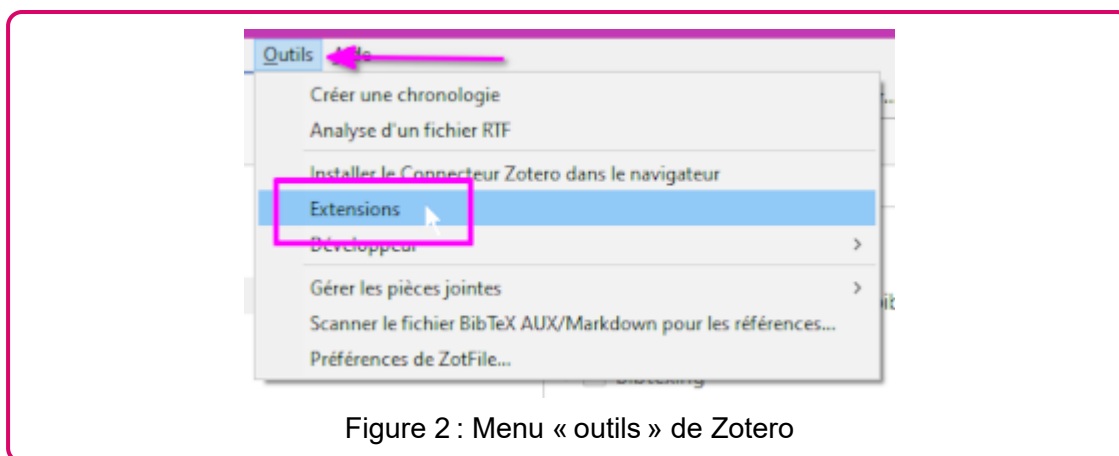 Outils
Créer une chronologie
Analyse d'un fichier RTF
Installer le Connecteur Zotero dans le navigateur
Extensions
Développeur
Gérer les pièces jointes
Scanner le fichier BibTeX AUX/Markdown pour les références...
Préférences de ZotFile...
Figure 2 : Menu « outils » de Zotero